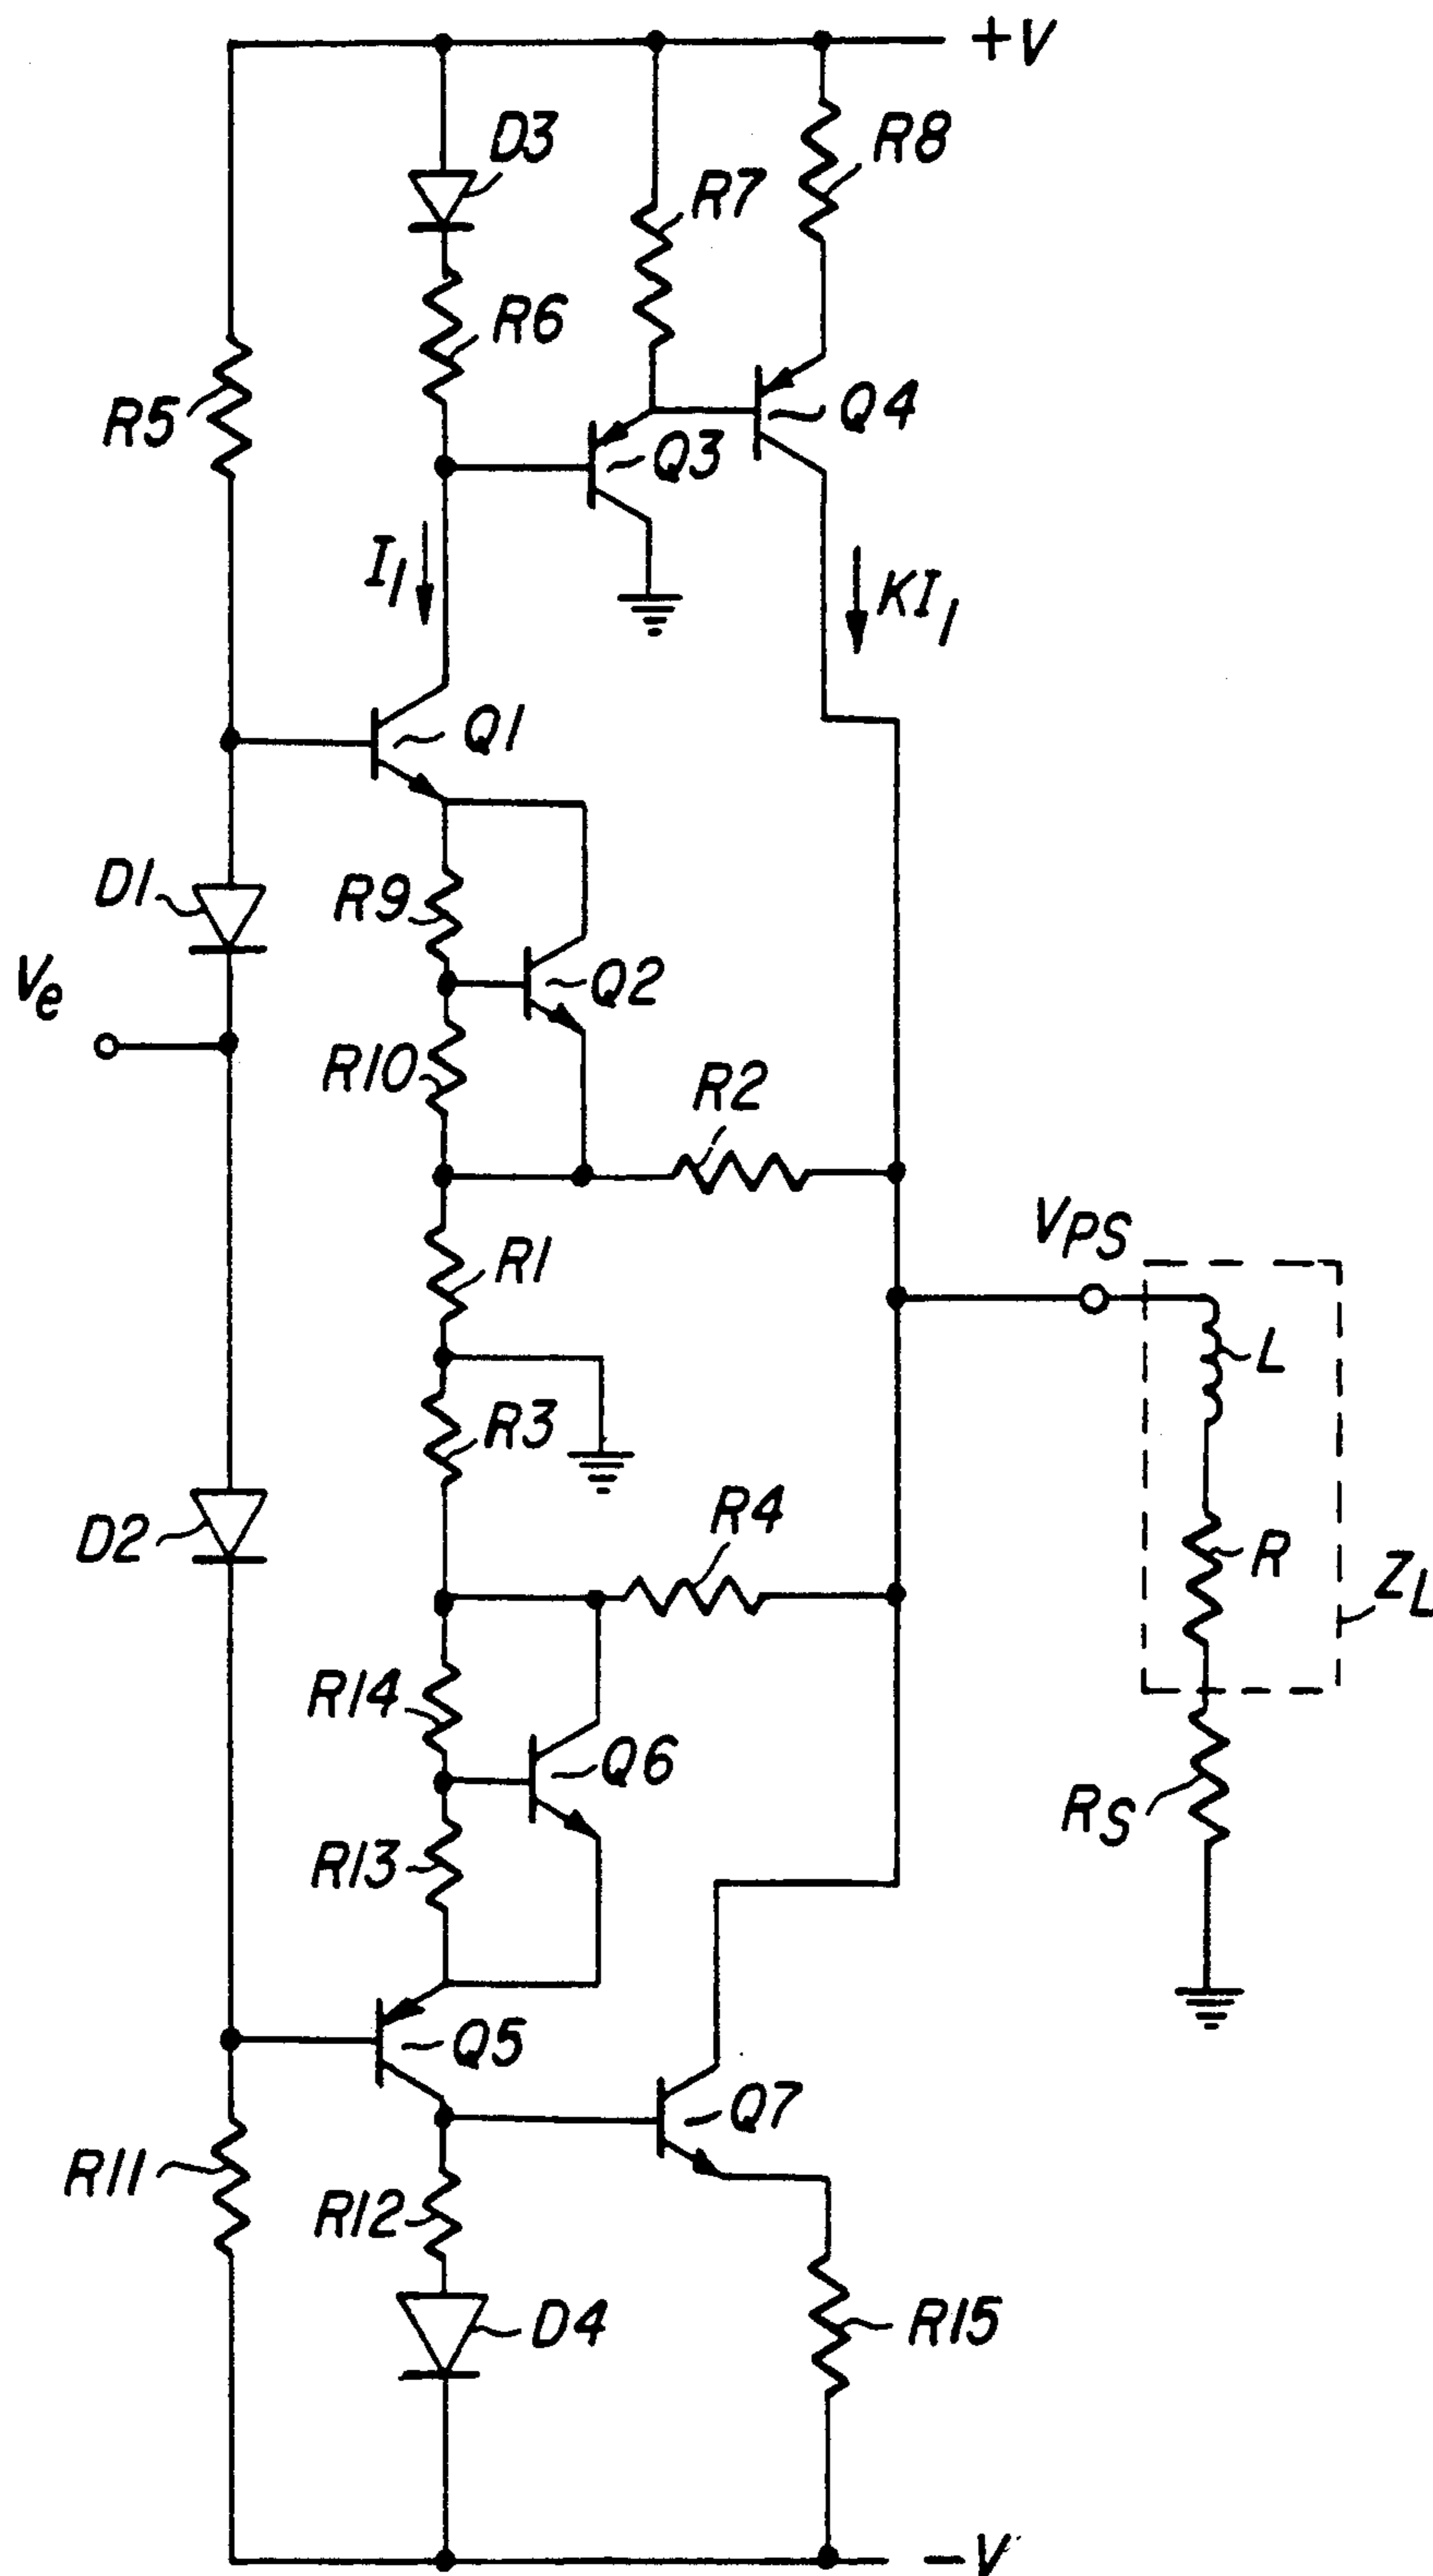 +V
D3
R8
R7
R6
R5
Q4
Q3
I1
KI1
Q1
D1
R9
Ve
Q2
R10
R2
VPS
R1
L
R3
R4
D2
R
ZL
R14
Q6
RS
R13
Q5
Q7
R11
R12
D4
R15
-V